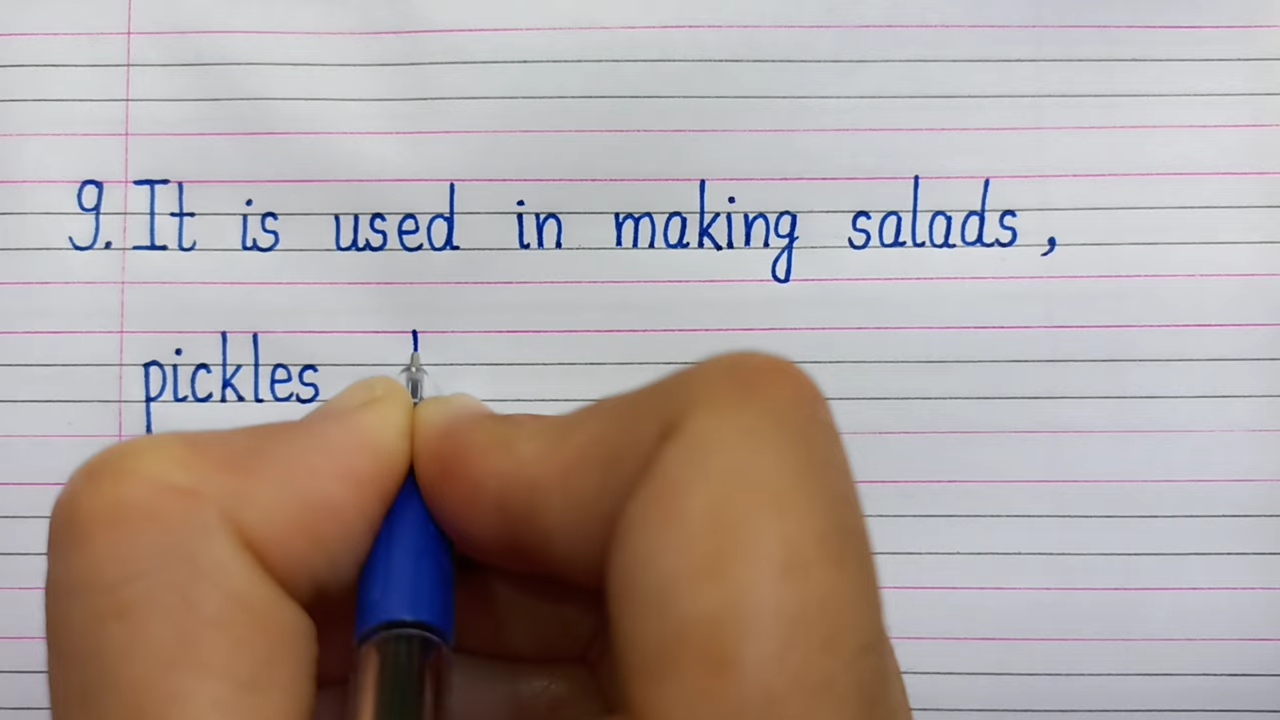 9. It is used in making salads,
pickles